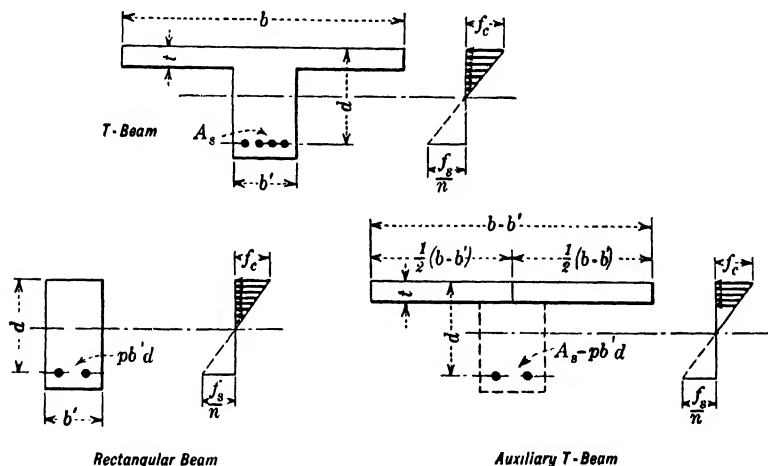 b
f_c
t
d
T-Beam
A_s
f_s/n
b'
b-b'
½(b-b')
½(b-b')
f_c
f_c
t
d
d
pb'd
A_s-pb'd
f_s/n
f_s/n
b'
Rectangular Beam
Auxiliary T-Beam